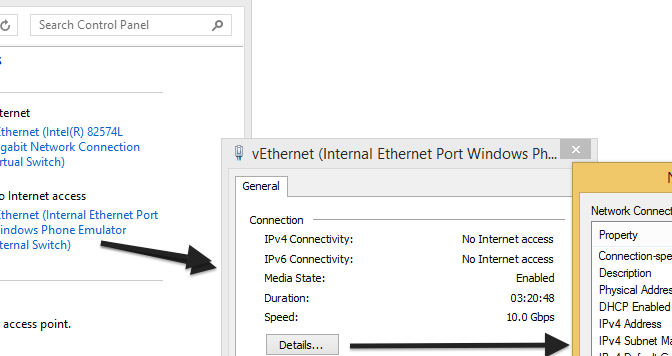 Search Control Panel
s
ternet
thernet (Intel(R) 82574L
gabit Network Connection
rtual Switch)
o Internet access
thernet (Internal Ethernet Port
indows Phone Emulator
ternal Switch)
access point.
vEthernet (Internal Ethernet Port Windows Ph...
General
Connection
IPv4 Connectivity: No Internet access
IPv6 Connectivity: No Internet access
Media State: Enabled
Duration: 03:20:48
Speed: 10.0 Gbps
Details...
N
Network Connect
Property
Connection-spe
Description
Physical Addres
DHCP Enabled
IPv4 Address
IPv4 Subnet Ma